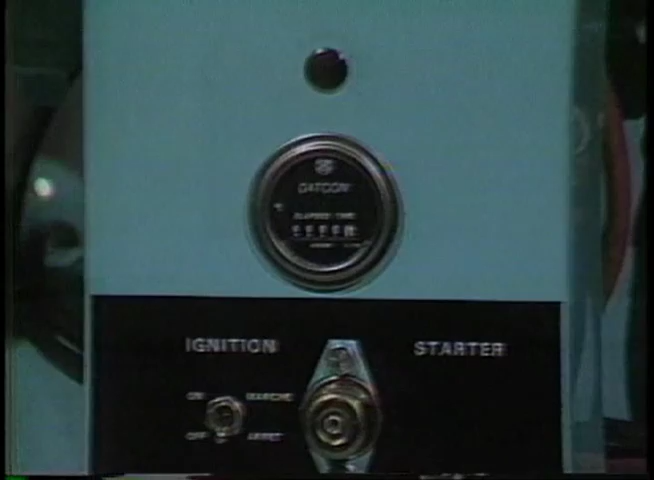 DATCON
ELAPSED TIME
IGNITION STARTER
ON MARCHE
OFF ARRET